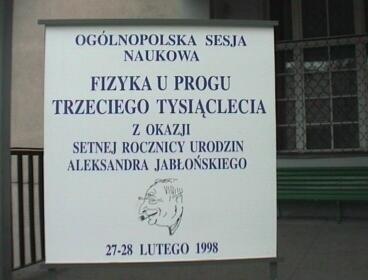 OGÓLNOPOLSKA SESJA
NAUKOWA
FIZYKA U PROGU
TRZECIEGO TYSIĄCLECIA
Z OKAZJI
SETNEJ ROCZNICY URODZIN
ALEKSANDRA JABŁOŃSKIEGO
27-28 LUTEGO 1998